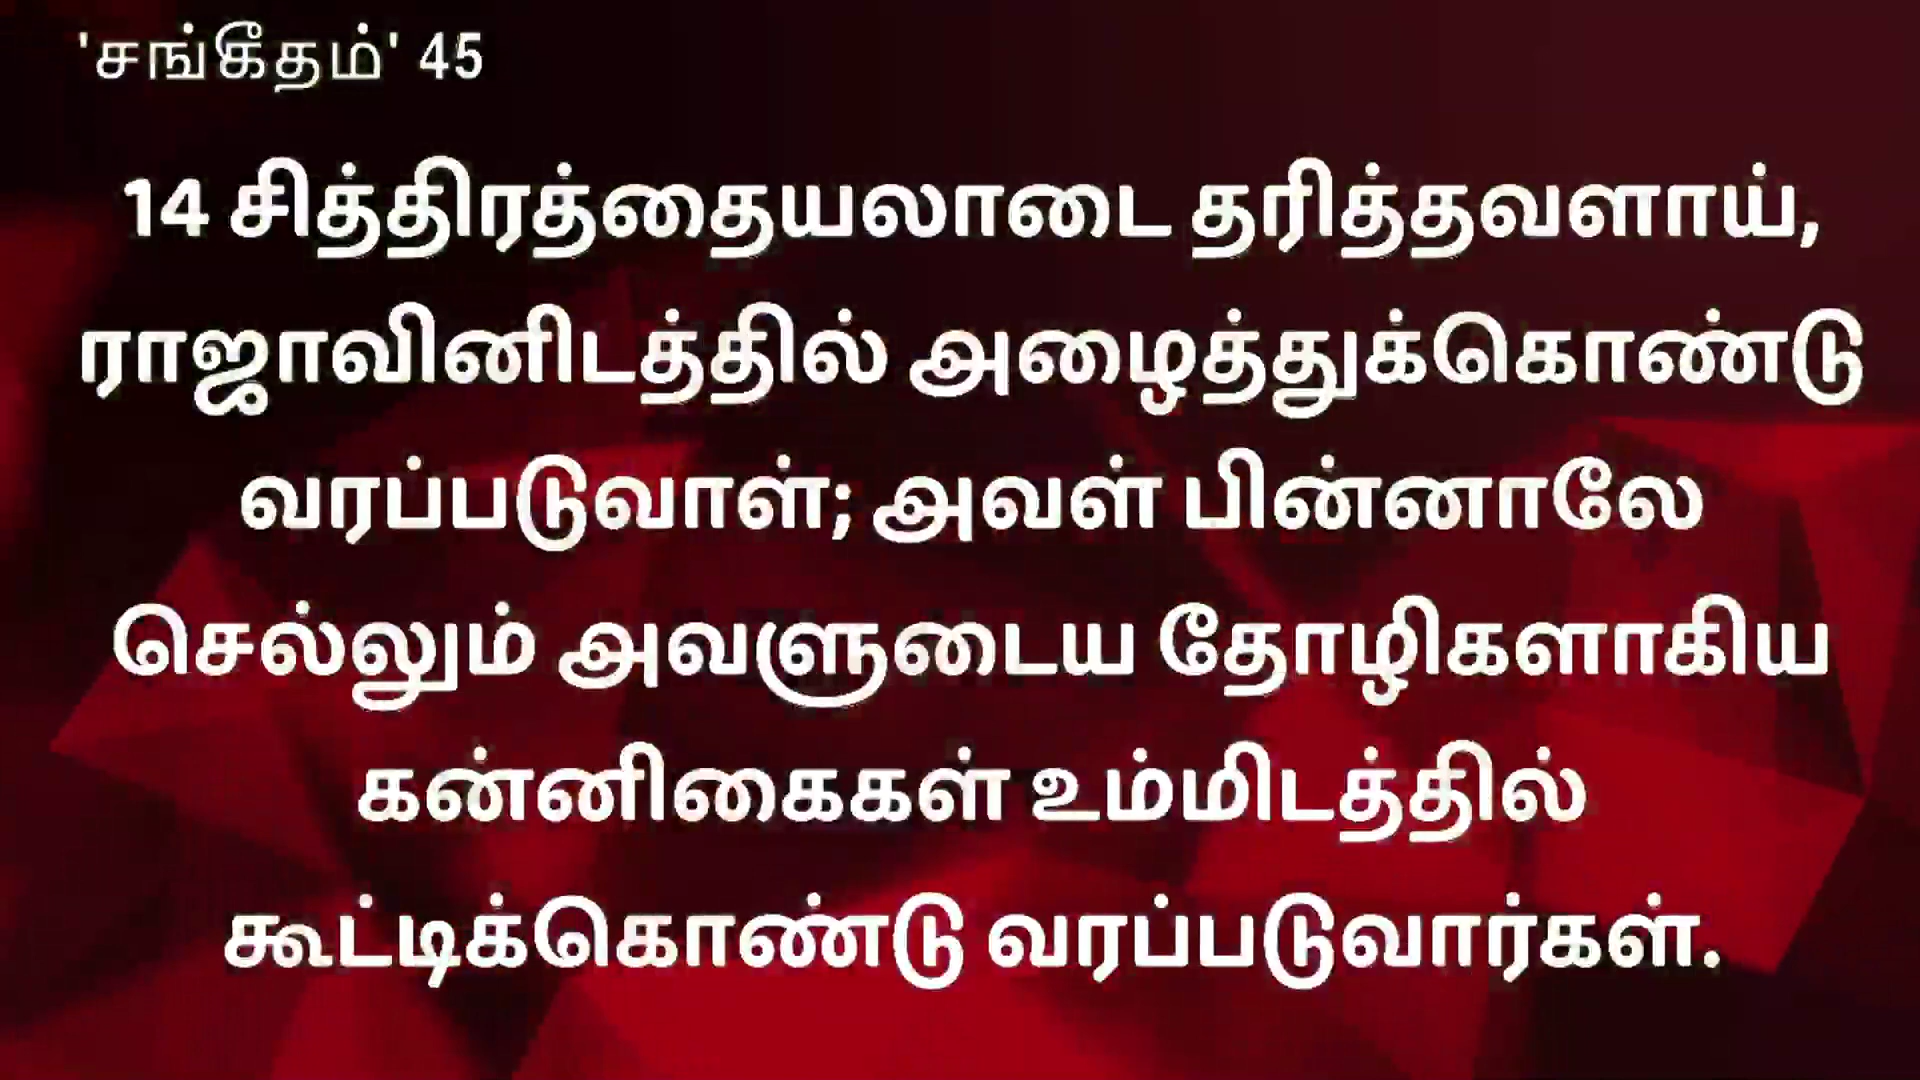 'சங்கீதம்' 45
14 சித்திரத்தையலாடை தரித்தவளாய்,
ராஜாவினிடத்தில் அழைத்துக்கொண்டு
வரப்படுவாள்; அவள் பின்னாலே
செல்லும் அவளுடைய தோழிகளாகிய
கன்னிகைகள் உம்மிடத்தில்
கூட்டிக்கொண்டு வரப்படுவார்கள்.